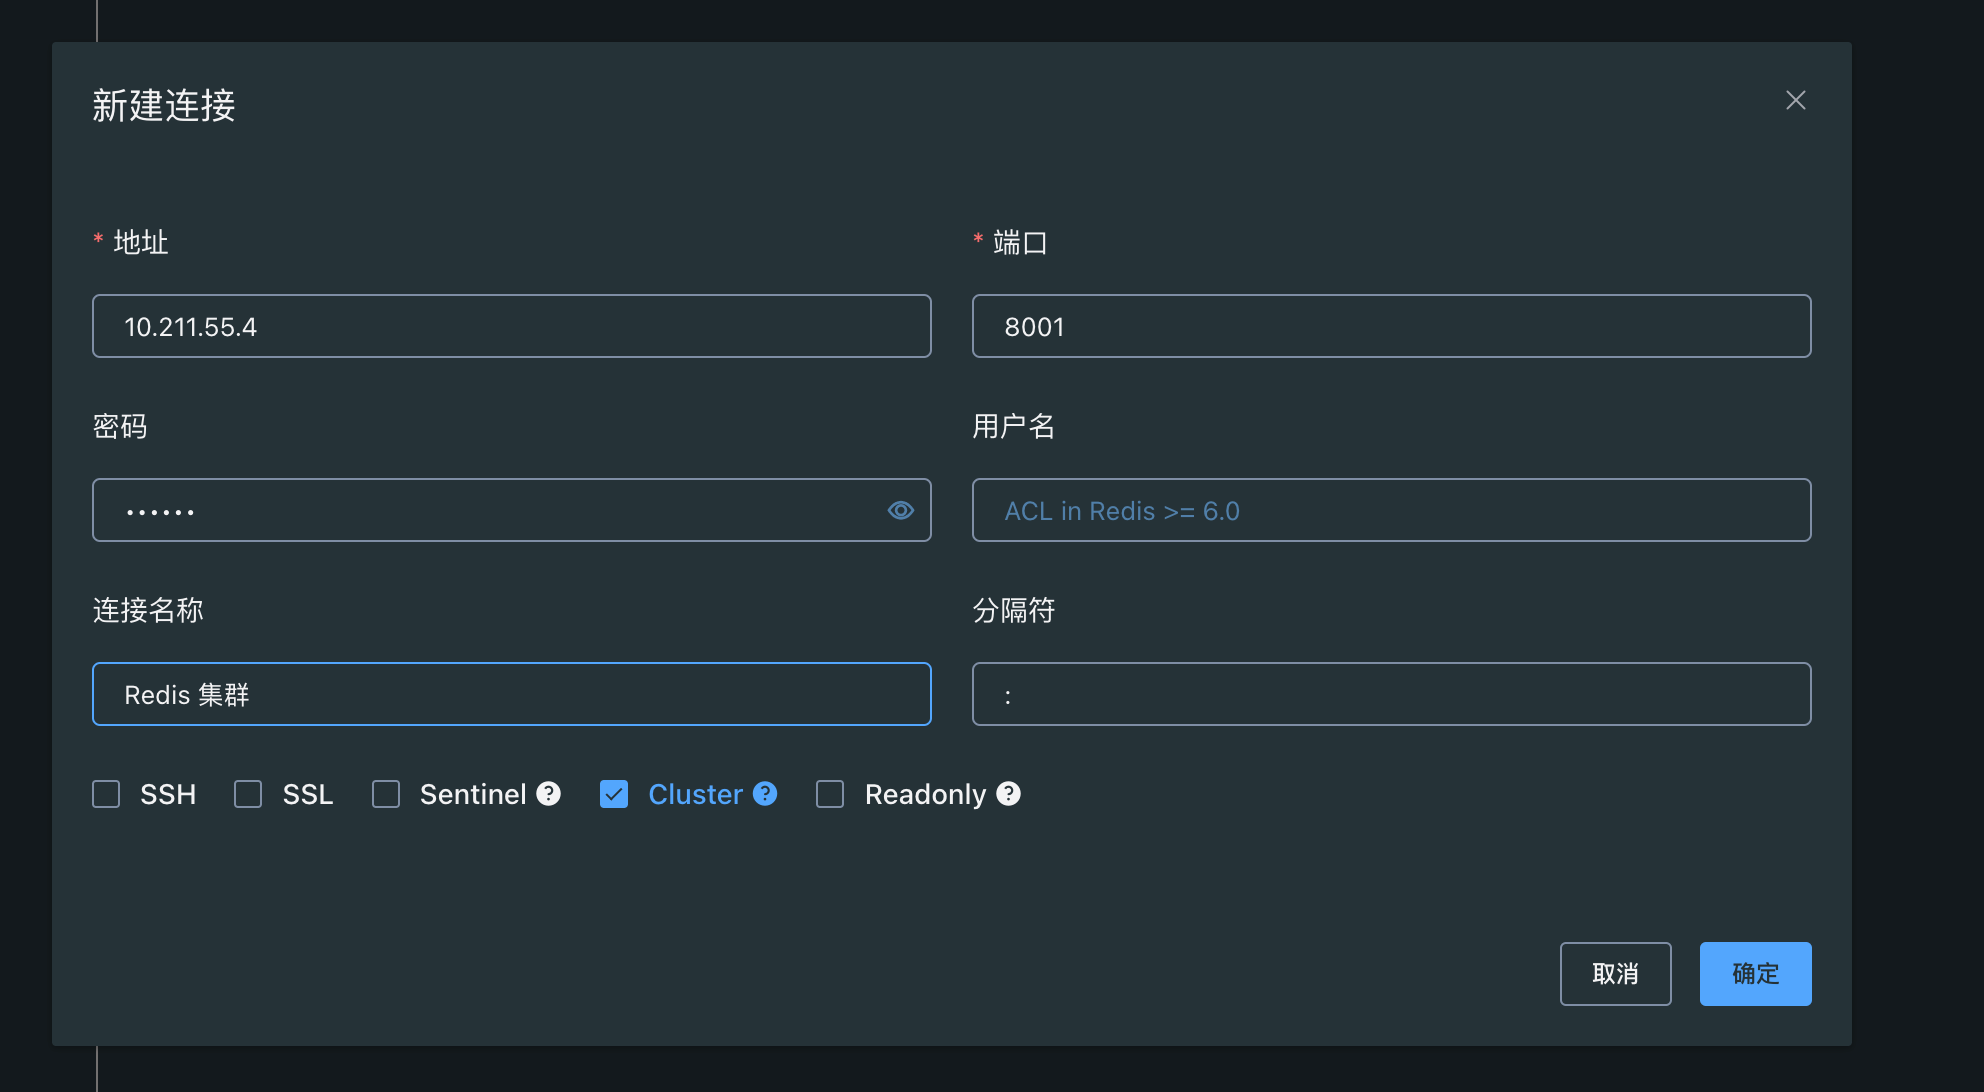 新建连接
* 地址
* 端口
10.211.55.4
8001
密码
用户名
••••••
ACL in Redis >= 6.0
连接名称
分隔符
Redis 集群
:
SSH SSL Sentinel ? Cluster ? Readonly ?
取消 确定